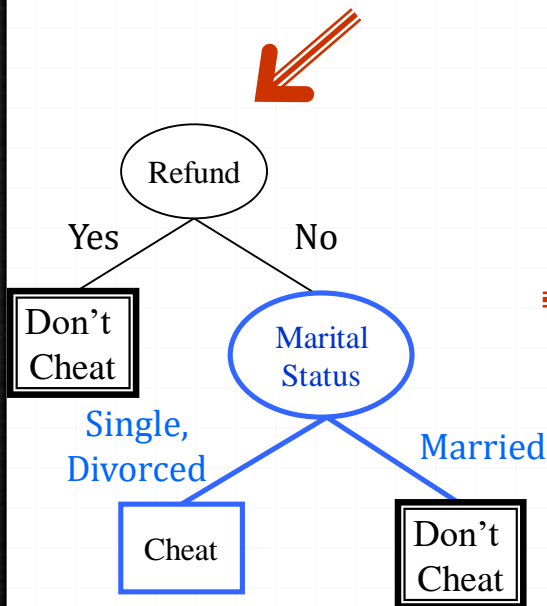 Refund
Yes
No
Don’t
Cheat
Marital
Status
Single,
Divorced
Married
Cheat
Don’t
Cheat